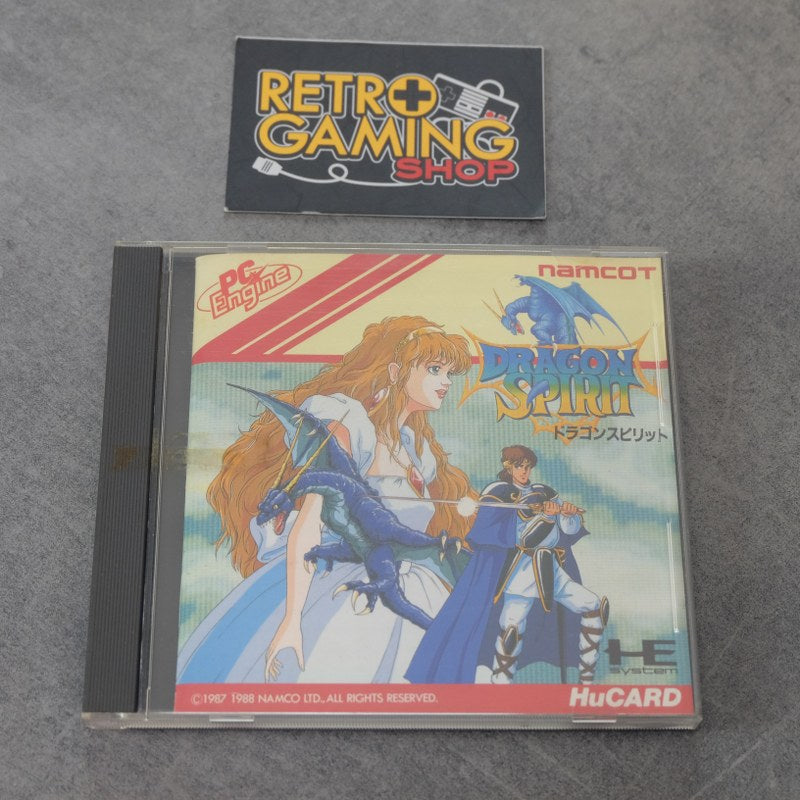 RETRO
GAMING
SHOP
PC
Engine
namcot
DRAGON
SPIRIT
ドラゴンスピリット
HE
system
©1987 1988 NAMCO LTD., ALL RIGHTS RESERVED.
HuCARD